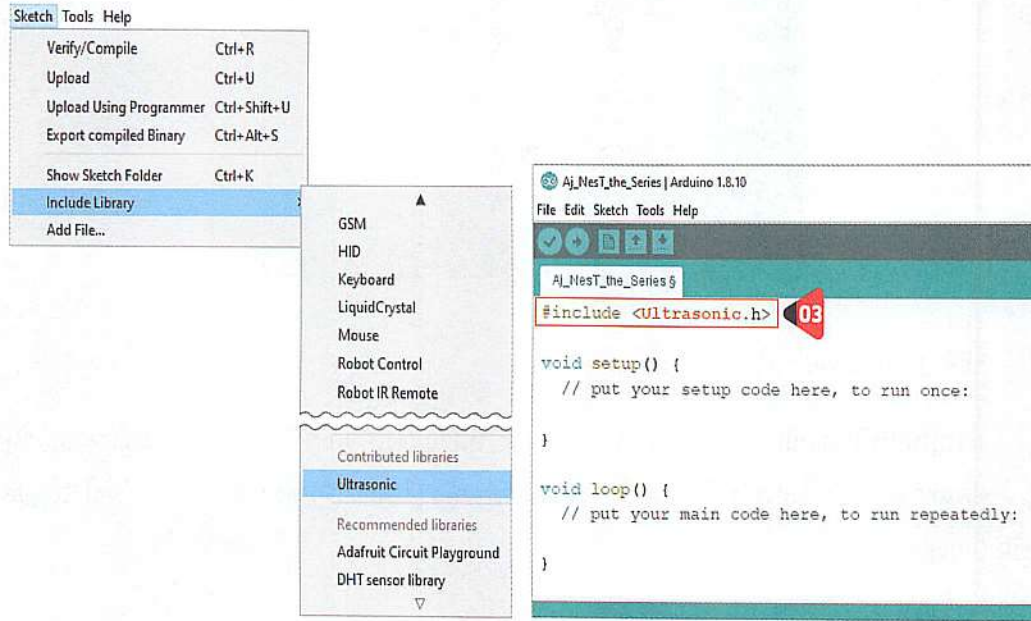 Sketch Tools Help
Verify/Compile Ctrl+R
Upload Ctrl+U
Upload Using Programmer Ctrl+Shift+U
Export compiled Binary Ctrl+Alt+S
Show Sketch Folder Ctrl+K
Include Library
Add File...
GSM
HID
Keyboard
LiquidCrystal
Mouse
Robot Control
Robot IR Remote
Contributed libraries
Ultrasonic
Recommended libraries
Adafruit Circuit Playground
DHT sensor library
Aj_NesT_the_Series | Arduino 1.8.10
File Edit Sketch Tools Help
Aj_NesT_the_Series §
#include <Ultrasonic.h> 03
void setup() {
// put your setup code here, to run once:
}
void loop() {
// put your main code here, to run repeatedly:
}